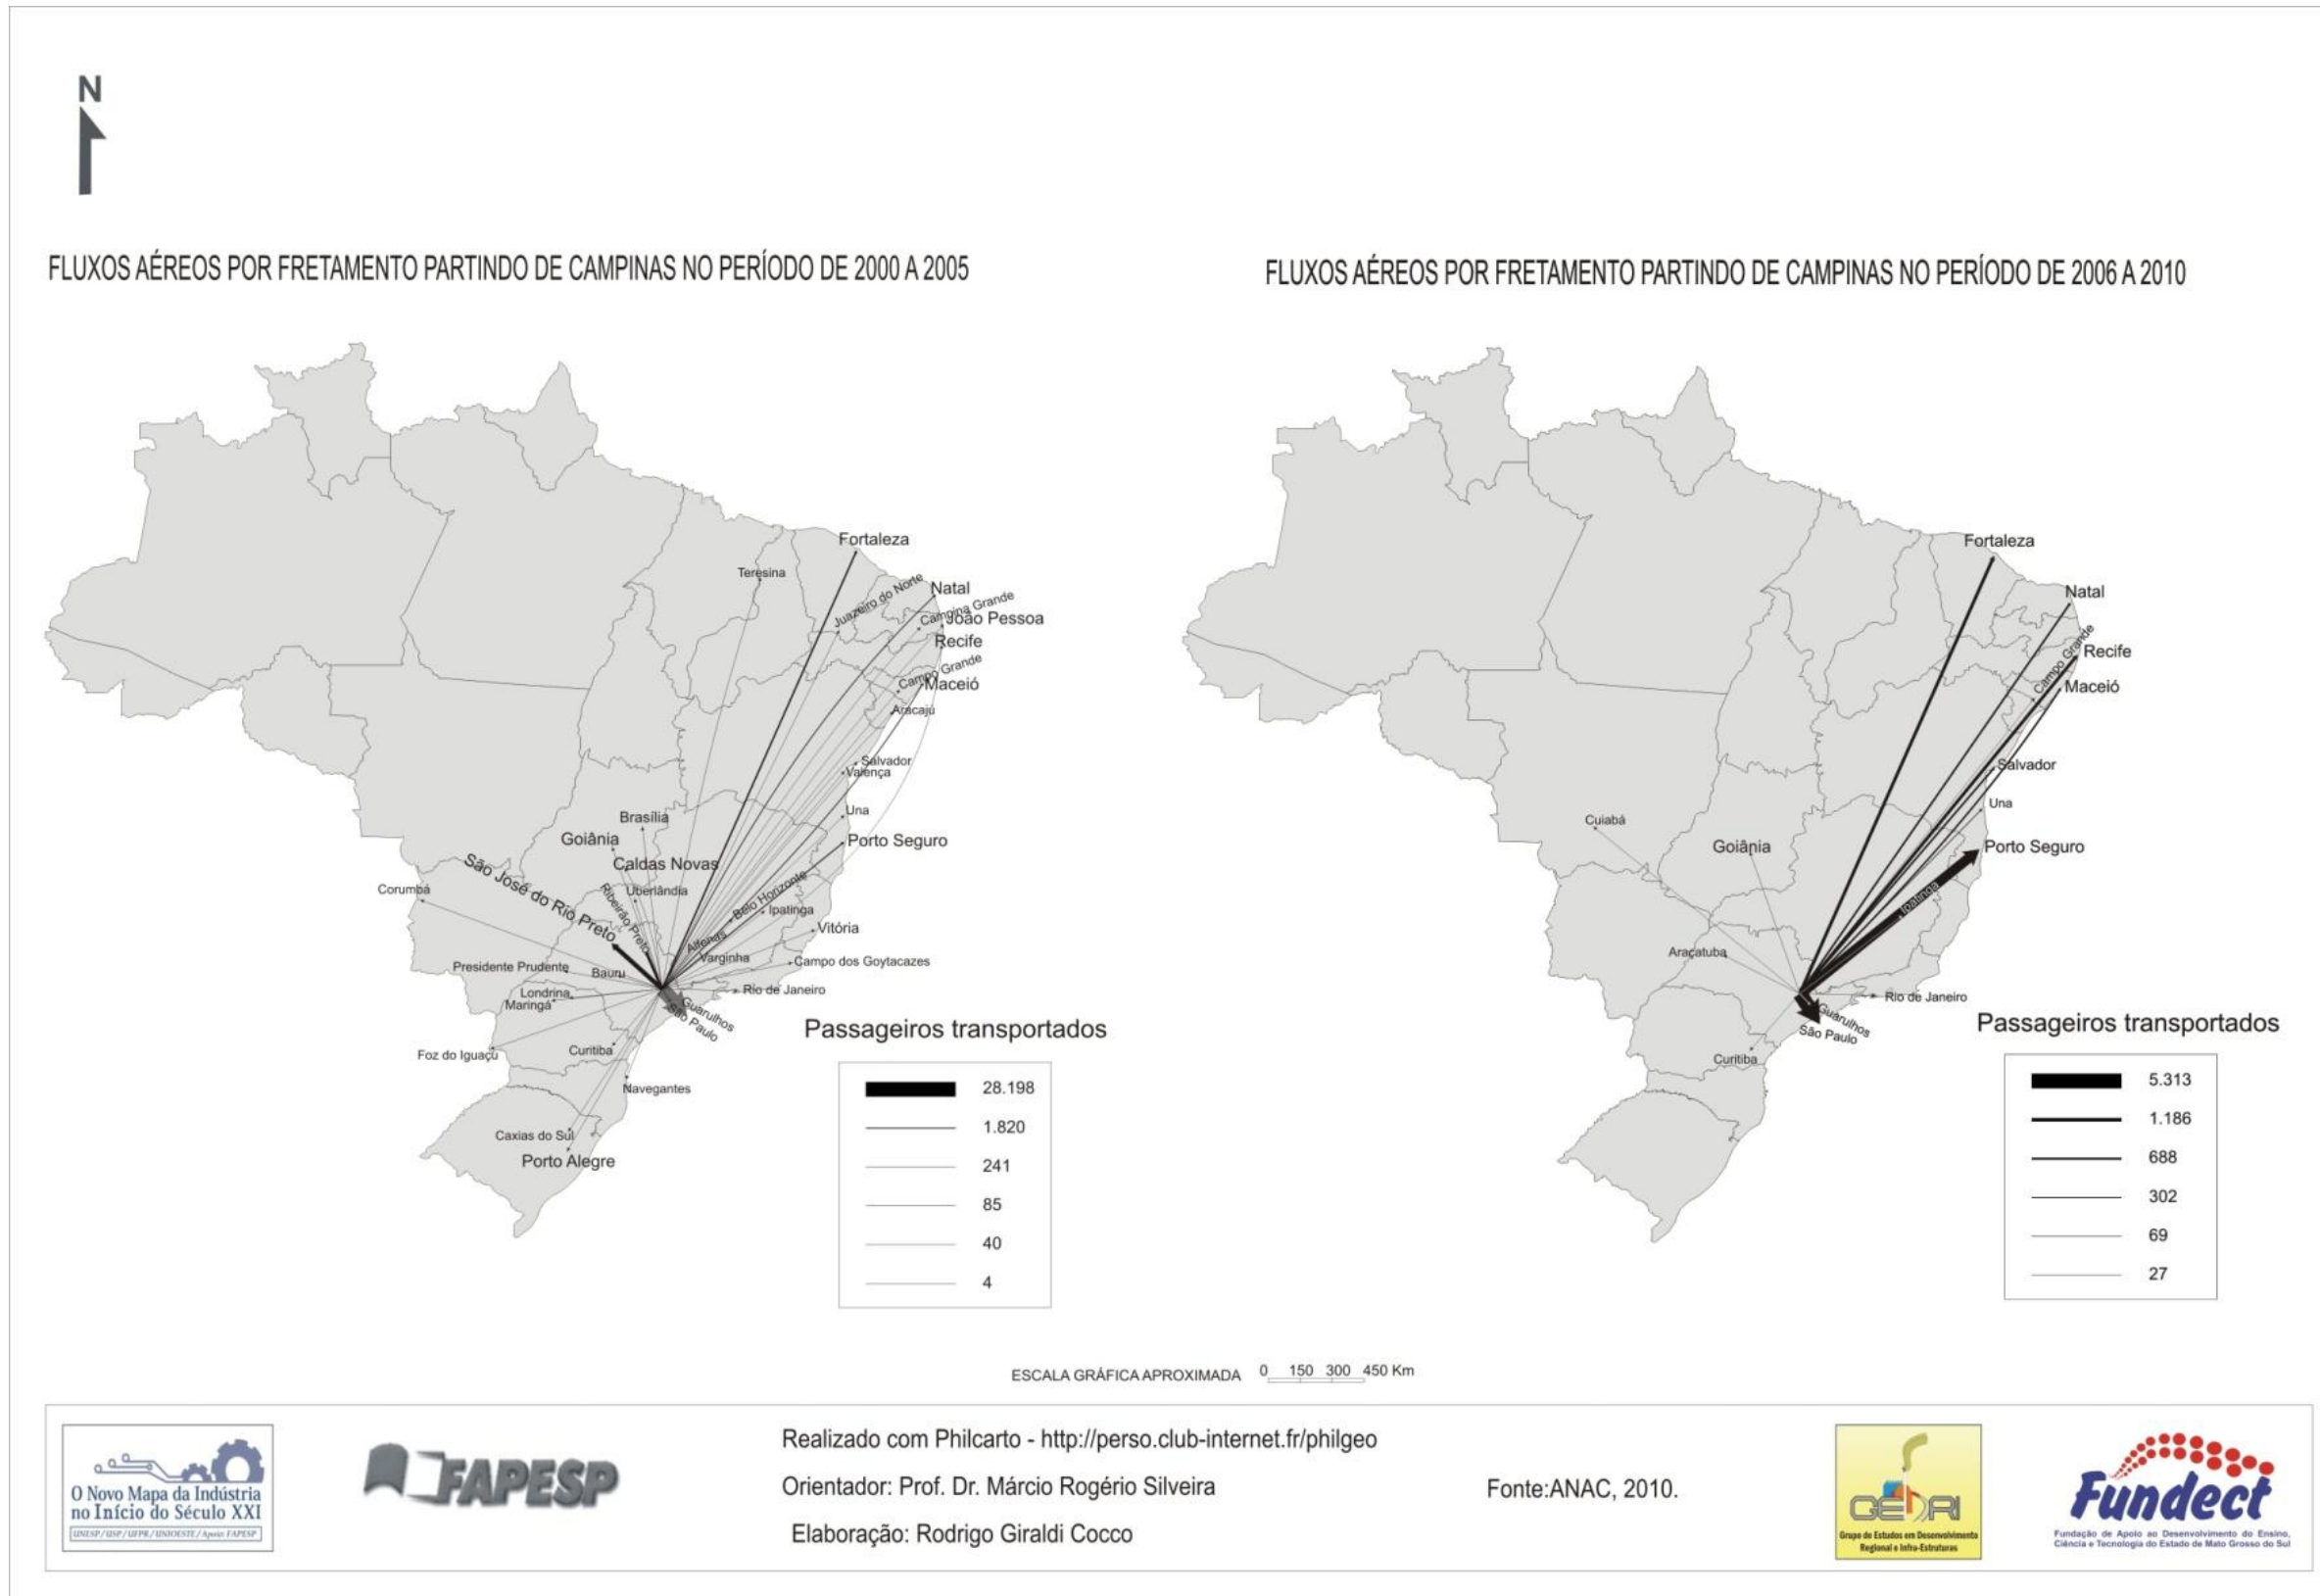 N
FLUXOS AÉREOS POR FRETAMENTO PARTINDO DE CAMPINAS NO PERÍODO DE 2000 A 2005
Fortaleza
Teresina
Juazeiro do Norte
Natal
Campina Grande
João Pessoa
Recife
Campo Grande
Maceió
Aracajú
Salvador
Valença
Una
Porto Seguro
Brasília
Goiânia
Caldas Novas
São José do Rio Preto
Ribeirão Preto
Uberlândia
Corumbá
Belo Horizonte
Ipatinga
Alfenas
Vitória
Varginha
Campo dos Goytacazes
Presidente Prudente
Bauru
Londrina
Maringá
Rio de Janeiro
Guarulhos
São Paulo
Foz do Iguaçu
Curitiba
Navegantes
Caxias do Sul
Porto Alegre
Passageiros transportados
28.198
1.820
241
85
40
4
FLUXOS AÉREOS POR FRETAMENTO PARTINDO DE CAMPINAS NO PERÍODO DE 2006 A 2010
Fortaleza
Natal
Campo Grande
Recife
Maceió
Salvador
Una
Cuiabá
Goiânia
Porto Seguro
Ipatinga
Araçatuba
Rio de Janeiro
Guarulhos
São Paulo
Curitiba
Passageiros transportados
5.313
1.186
688
302
69
27
ESCALA GRÁFICA APROXIMADA 0 150 300 450 Km
O Novo Mapa da Indústria
no Início do Século XXI
UNESP/USP/UFPR/UNIOESTE/Apoio: FAPESP
FAPESP
Realizado com Philcarto - http://perso.club-internet.fr/philgeo
Orientador: Prof. Dr. Márcio Rogério Silveira
Elaboração: Rodrigo Giraldi Cocco
Fonte:ANAC, 2010.
GEDRI
Grupo de Estudos em Desenvolvimento
Regional e Infra-Estruturas
Fundect
Fundação de Apoio ao Desenvolvimento do Ensino,
Ciência e Tecnologia do Estado de Mato Grosso do Sul